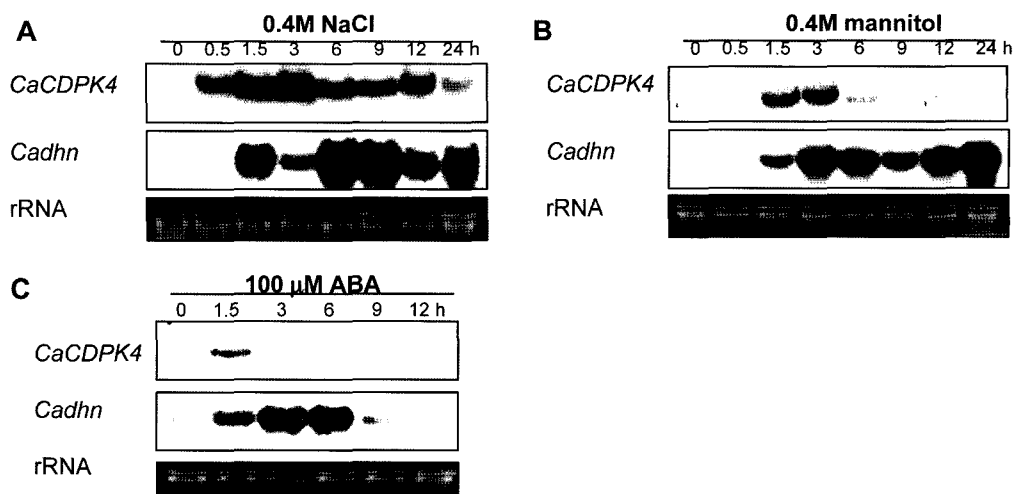 A
0.4M NaCl
0 0.5 1.5 3 6 9 12 24 h
CaCDPK4
Cadhn
rRNA
B
0.4M mannitol
0 0.5 1.5 3 6 9 12 24 h
CaCDPK4
Cadhn
rRNA
C
100 μM ABA
0 1.5 3 6 9 12 h
CaCDPK4
Cadhn
rRNA